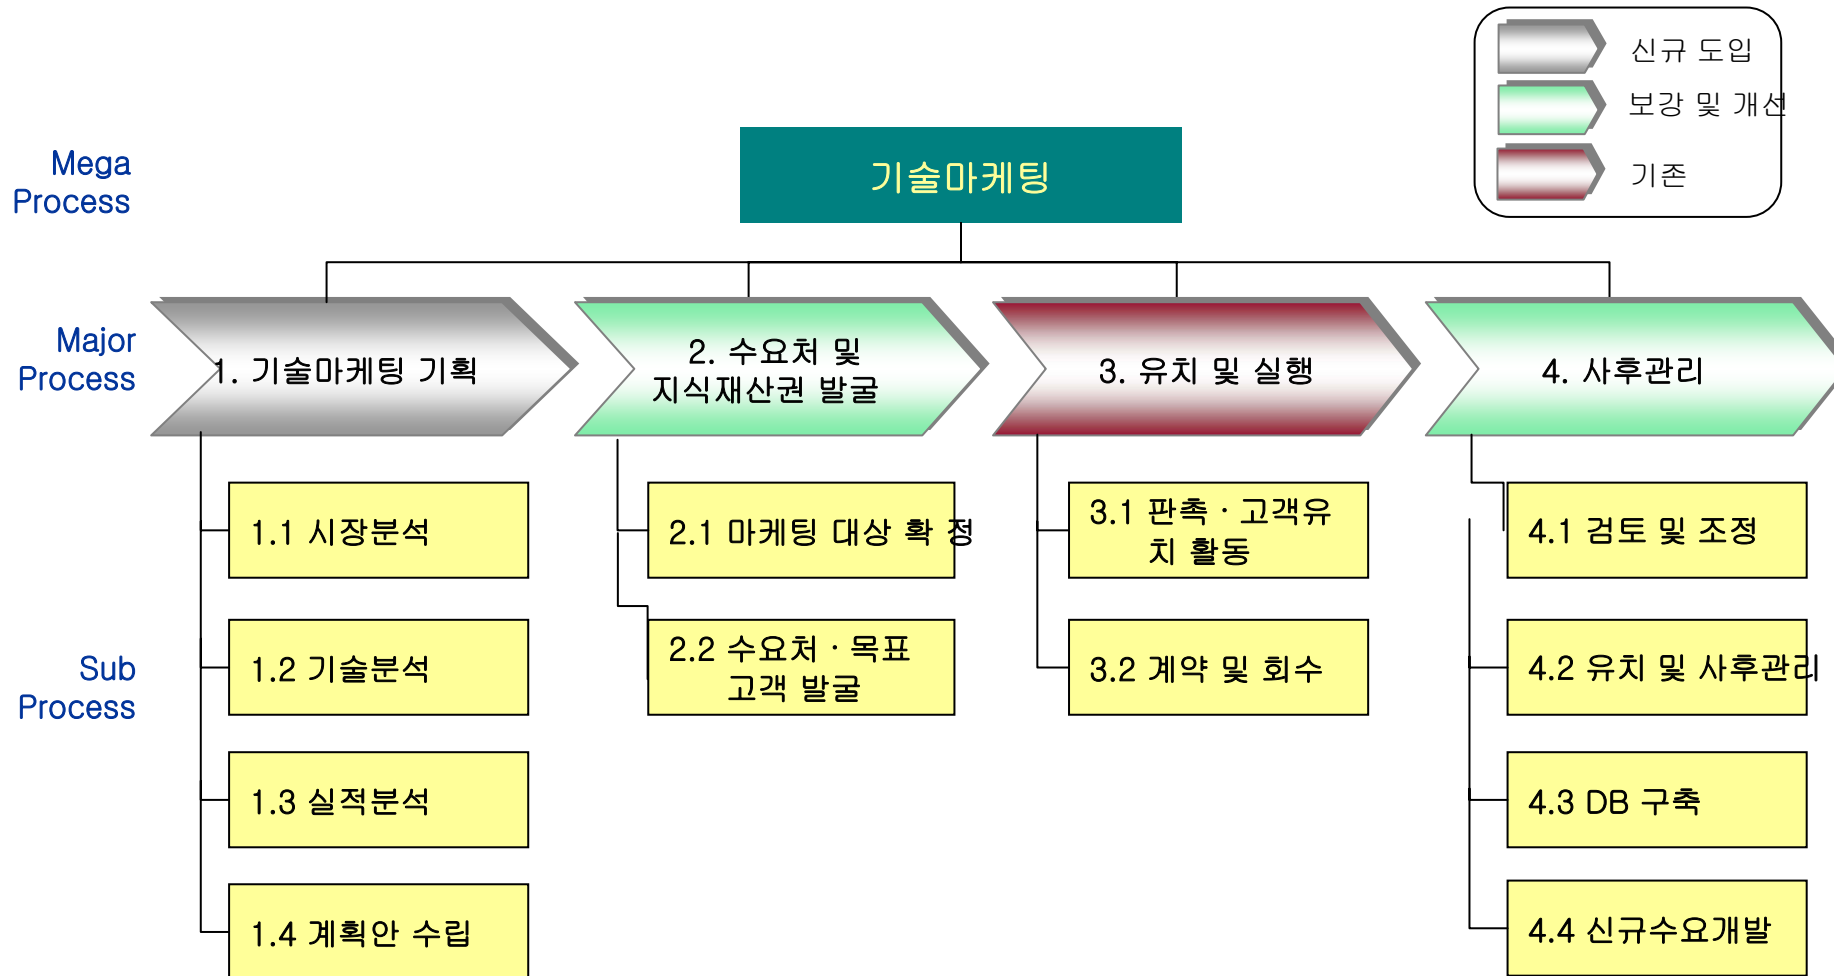 신규 도입
보강 및 개선
기존
Mega
Process
기술마케팅
Major
Process
1. 기술마케팅 기획
2. 수요처 및
지식재산권 발굴
3. 유치 및 실행
4. 사후관리
Sub
Process
1.1 시장분석
1.2 기술분석
1.3 실적분석
1.4 계획안 수립
2.1 마케팅 대상 확 정
2.2 수요처 · 목표
고객 발굴
3.1 판촉 · 고객유
치 활동
3.2 계약 및 회수
4.1 검토 및 조정
4.2 유치 및 사후관리
4.3 DB 구축
4.4 신규수요개발